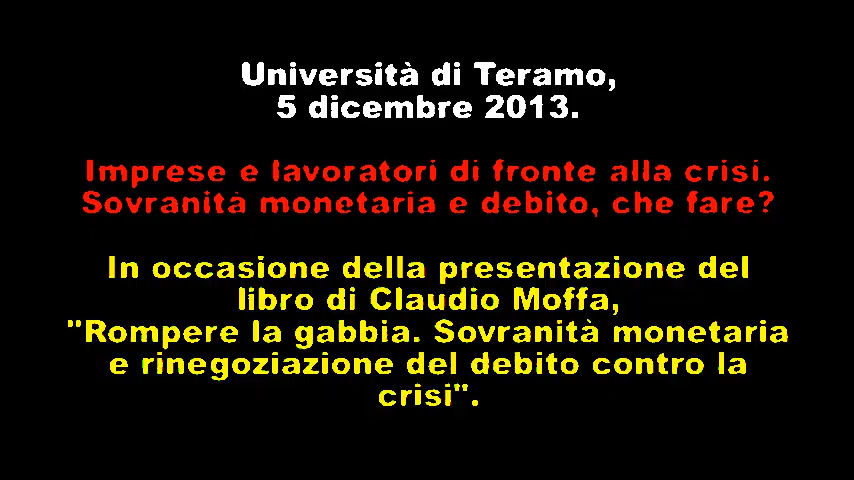 Università di Teramo,
5 dicembre 2013.
Imprese e lavoratori di fronte alla crisi.
Sovranità monetaria e debito, che fare?
In occasione della presentazione del
libro di Claudio Moffa,
"Rompere la gabbia. Sovranità monetaria
e rinegoziazione del debito contro la
crisi".